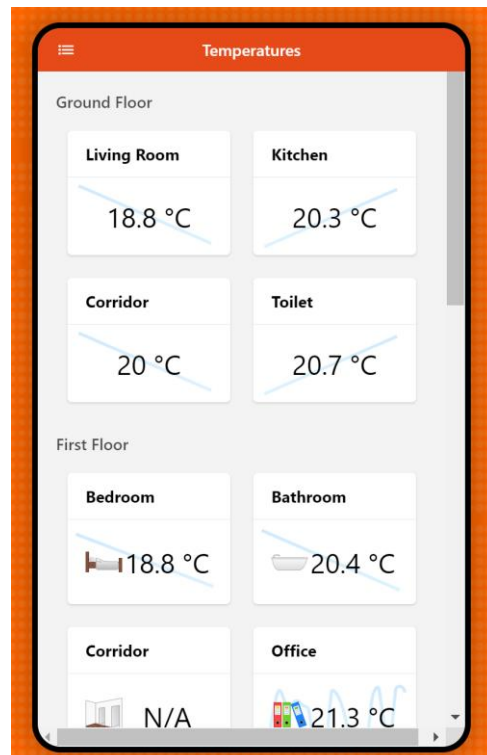 Temperatures
Ground Floor
Living Room
Kitchen
18.8 °C
20.3 °C
Corridor
Toilet
20 °C
20.7 °C
First Floor
Bedroom
Bathroom
18.8 °C
20.4 °C
Corridor
Office
N/A
21.3 °C